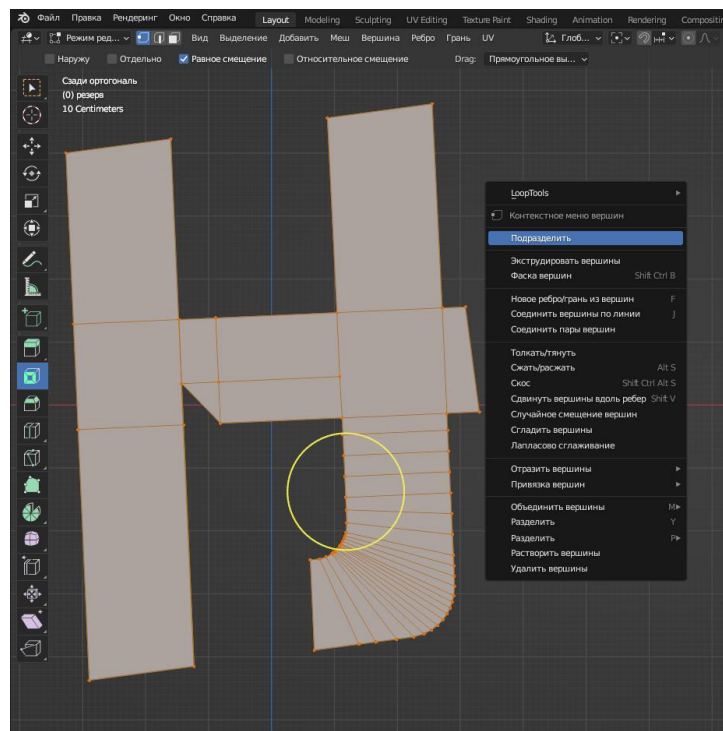 Файл Правка Рендеринг Окно Справка Layout Modeling Sculpting UV Editing Texture Paint Shading Animation Rendering Compositin
Режим ред... Вид Выделение Добавить Меш Вершина Ребро Грань UV Глоб...
Наружу Отдельно Равное смещение Относительное смещение Drag: Прямоугольное вы...
Сзади ортогональ
(0) резерв
10 Centimeters
LoopTools
Контекстное меню вершин
Подразделить
Экструдировать вершины
Фаска вершин Shift Ctrl B
Новое ребро/грань из вершин F
Соединить вершины по линии J
Соединить пары вершин
Толкать/тянуть
Сжать/расжать Alt S
Скос Shift Ctrl Alt S
Сдвинуть вершины вдоль ребер Shift V
Случайное смещение вершин
Сгладить вершины
Лапласово сглаживание
Отразить вершины
Привязка вершин
Объединить вершины M
Разделить Y
Разделить P
Растворить вершины
Удалить вершины